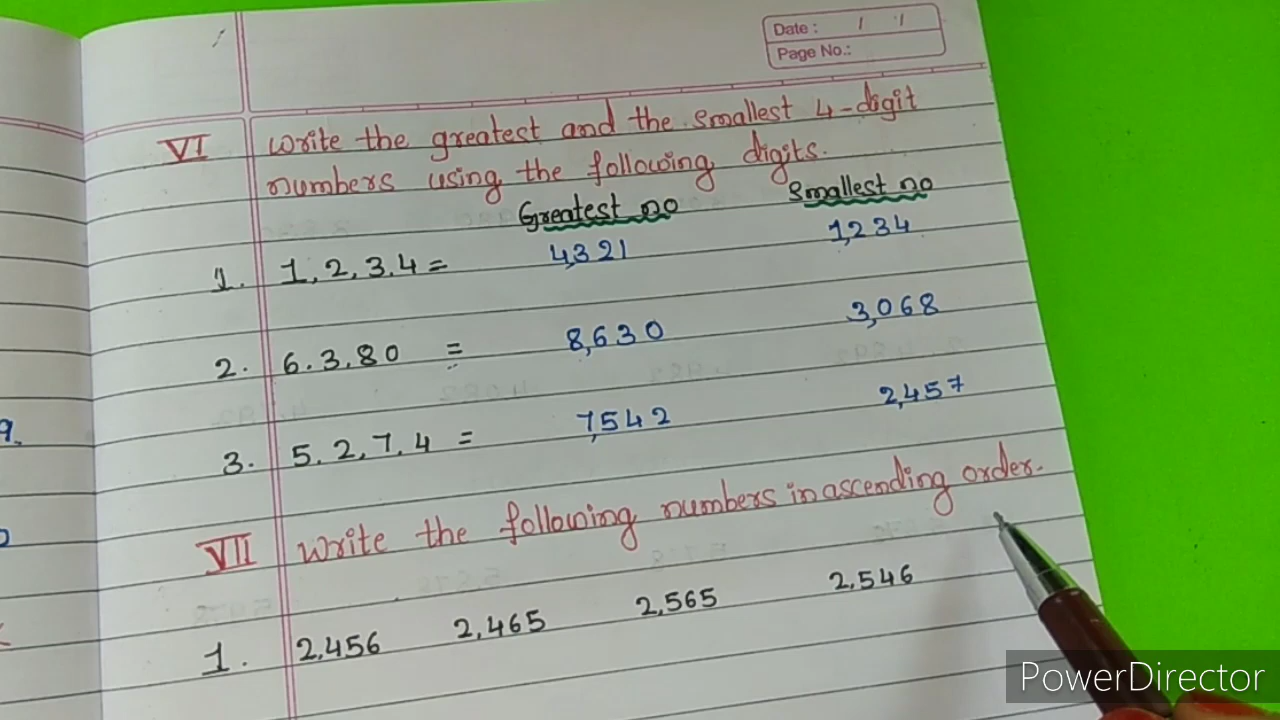 Date : / /
Page No.:
VI Write the greatest and the smallest 4-digit
numbers using the following digits.
Greatest no Smallest no
1. 1,2,3.4 = 4,321 1,234
2. 6.3.80 = 8,630 3,068
3. 5.2,7.4 = 7,542 2,457
VII Write the following numbers in ascending order.
1. 2,456 2,465 2,565 2,546
PowerDirector